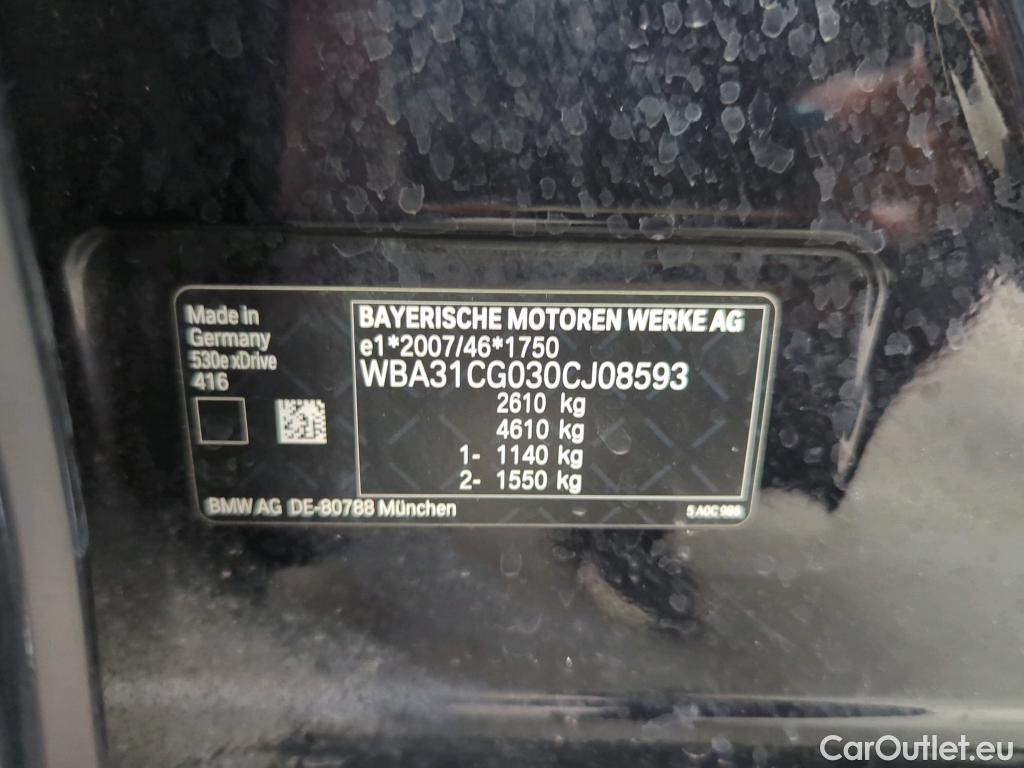 Made in
Germany
530e xDrive
416
BAYERISCHE MOTOREN WERKE AG
e1*2007/46*1750
WBA31CG030CJ08593
2610 kg
4610 kg
1- 1140 kg
2- 1550 kg
BMW AG DE-80788 München
5 A0C 986
CarOutlet.eu